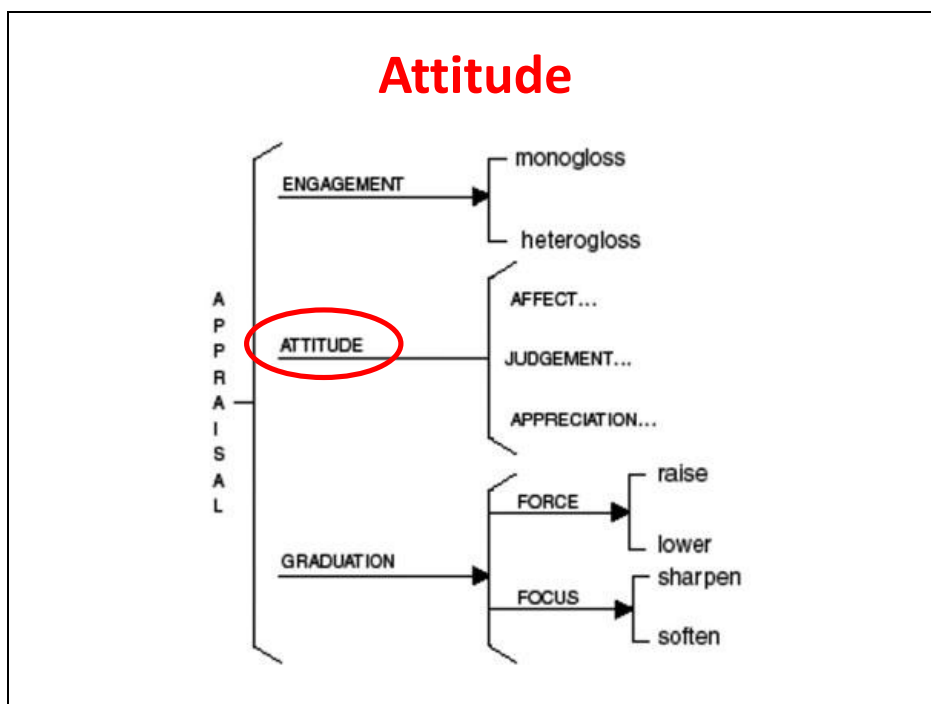 Attitude
APPRAISAL
ENGAGEMENT
monogloss
heterogloss
ATTITUDE
AFFECT...
JUDGEMENT...
APPRECIATION...
GRADUATION
FORCE
raise
lower
FOCUS
sharpen
soften